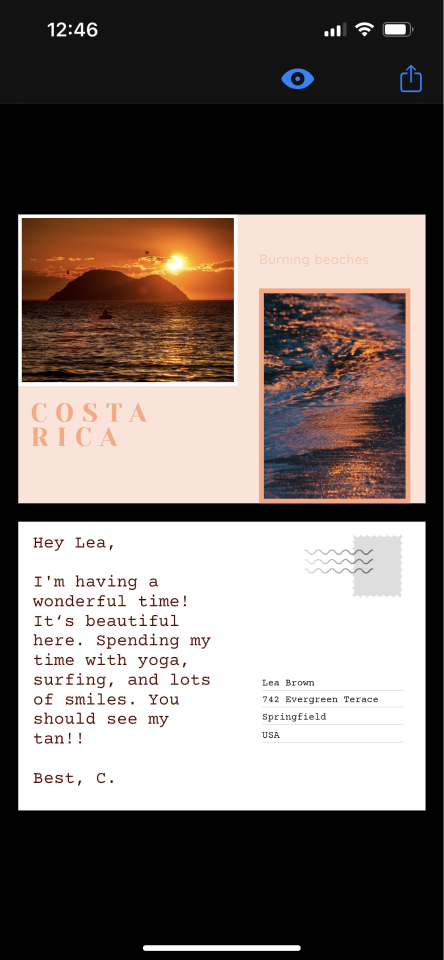 12:46
Burning beaches
COSTA
RICA
Hey Lea,
I'm having a
wonderful time!
It‘s beautiful
here. Spending my
time with yoga,
surfing, and lots
of smiles. You
should see my
tan!!
Best, C.
Lea Brown
742 Evergreen Terace
Springfield
USA